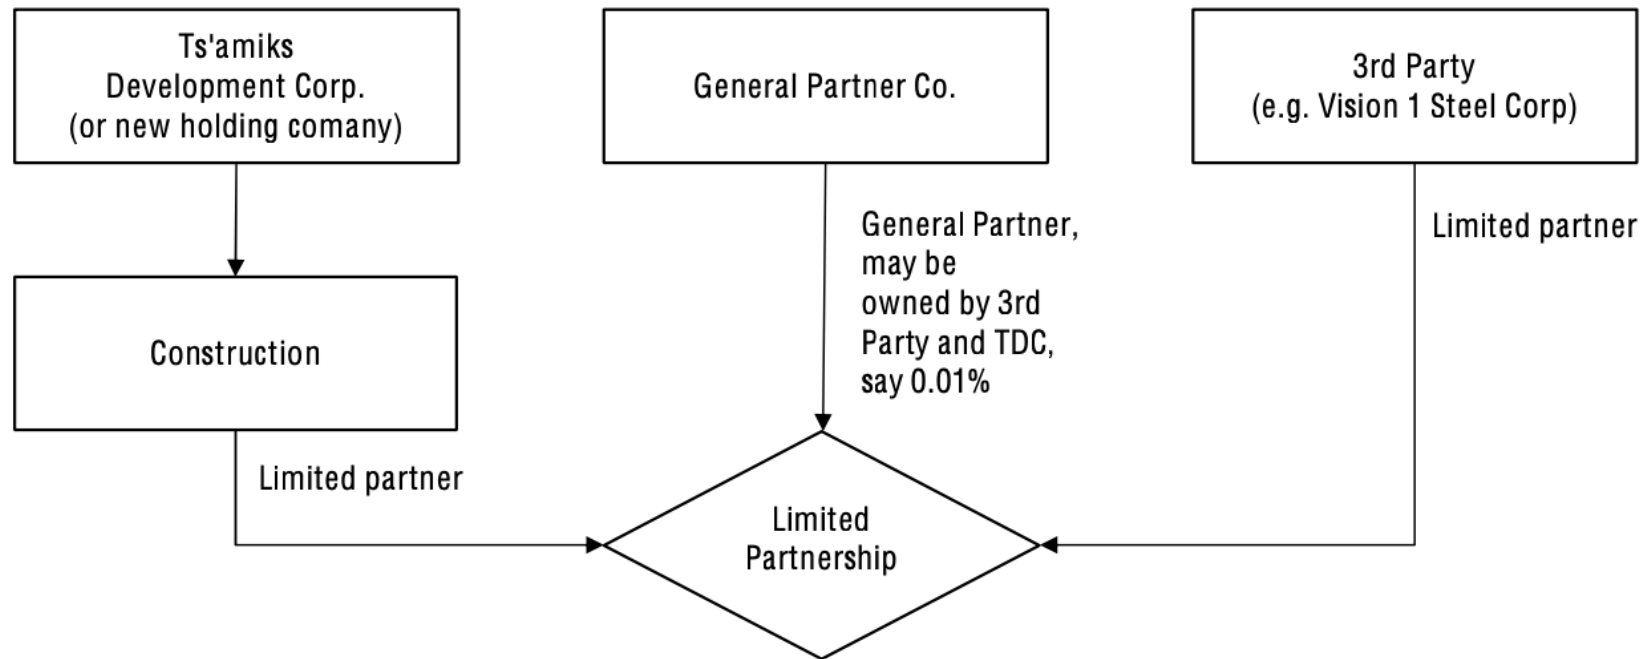 Ts'amiks
Development Corp.
(or new holding comany)
General Partner Co.
3rd Party
(e.g. Vision 1 Steel Corp)
General Partner,
may be
owned by 3rd
Party and TDC,
say 0.01%
Limited partner
Construction
Limited partner
Limited
Partnership